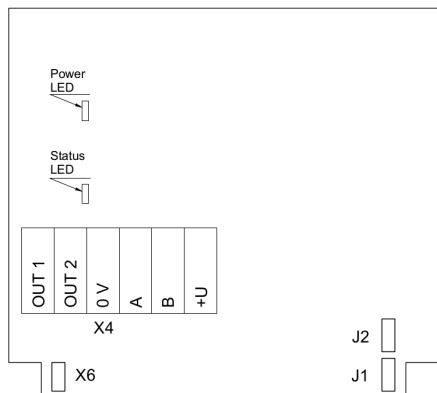 Power
LED
Status
LED
OUT 1
OUT 2
0 V
A
B
+U
X4
J2
X6
J1